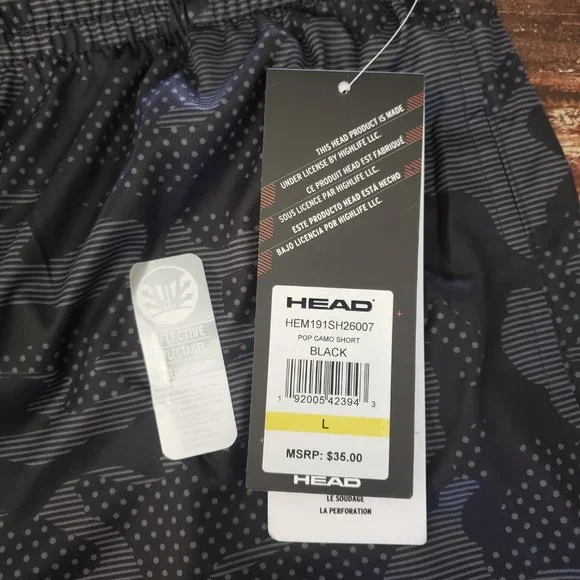 THIS HEAD PRODUCT IS MADE
UNDER LICENSE BY HIGHLIFE LLC.
CE PRODUIT HEAD EST FABRIQUÉ
SOUS LICENCE PAR HIGHLIFE LLC.
ESTE PRODUCTO HEAD ESTÁ HECHO
BAJO LICENCIA POR HIGHLIFE LLC.
HEAD
HEM191SH26007
POP CAMO SHORT
BLACK
1 92005 42394 3
L
MSRP: $35.00
HEAD
LE SOUDAGE
LA PERFORATION